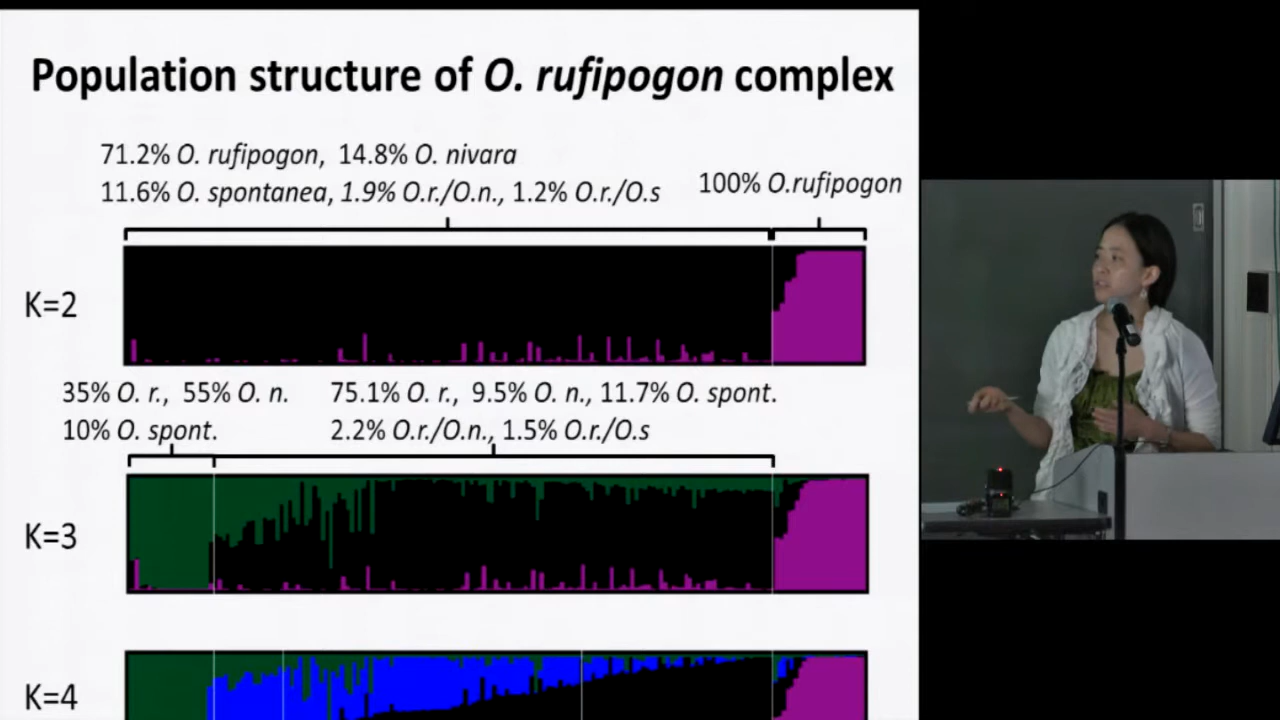 Population structure of O. rufipogon complex
71.2% O. rufipogon, 14.8% O. nivara
11.6% O. spontanea, 1.9% O.r./O.n., 1.2% O.r./O.s
100% O.rufipogon
K=2
35% O. r., 55% O. n.
10% O. spont.
75.1% O. r., 9.5% O. n., 11.7% O. spont.
2.2% O.r./O.n., 1.5% O.r./O.s
K=3
K=4